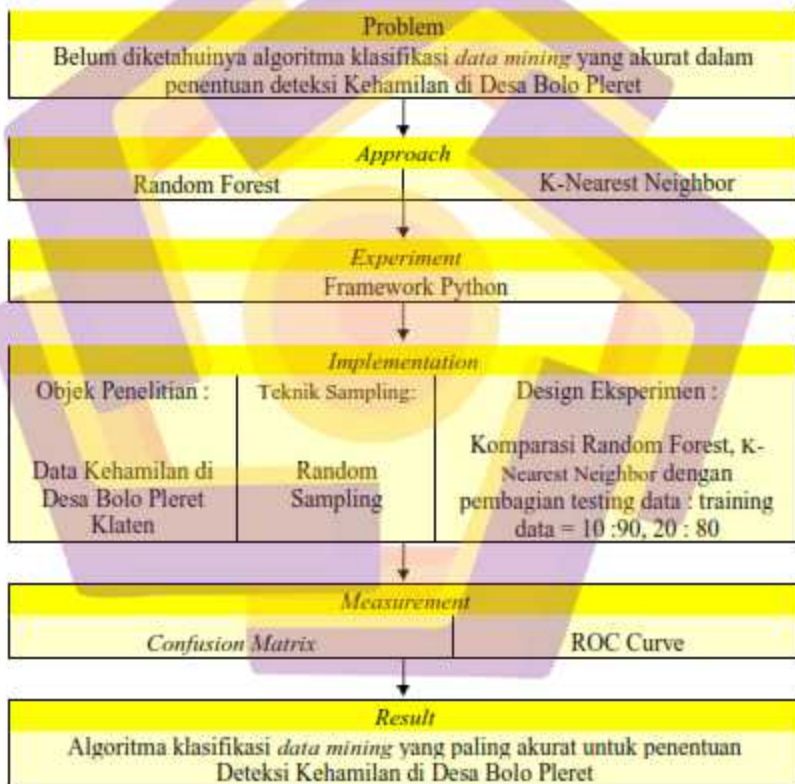 Problem
Belum diketahuinya algoritma klasifikasi data mining yang akurat dalam
penentuan deteksi Kehamilan di Desa Bolo Pleret
Approach
Random Forest
K-Nearest Neighbor
Experiment
Framework Python
Implementation
Objek Penelitian :
Data Kehamilan di
Desa Bolo Pleret
Klaten
Teknik Sampling:
Random
Sampling
Design Eksperimen :
Komparasi Random Forest, K-
Nearest Neighbor dengan
pembagian testing data : training
data = 10 :90, 20 : 80
Measurement
Confusion Matrix
ROC Curve
Result
Algoritma klasifikasi data mining yang paling akurat untuk penentuan
Deteksi Kehamilan di Desa Bolo Pleret